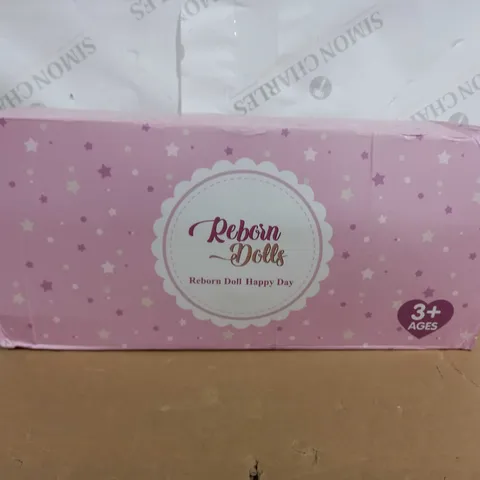 SIMON CHARLES
SIMON CHARLES
Reborn
Dolls
Reborn Doll Happy Day
3+
AGES